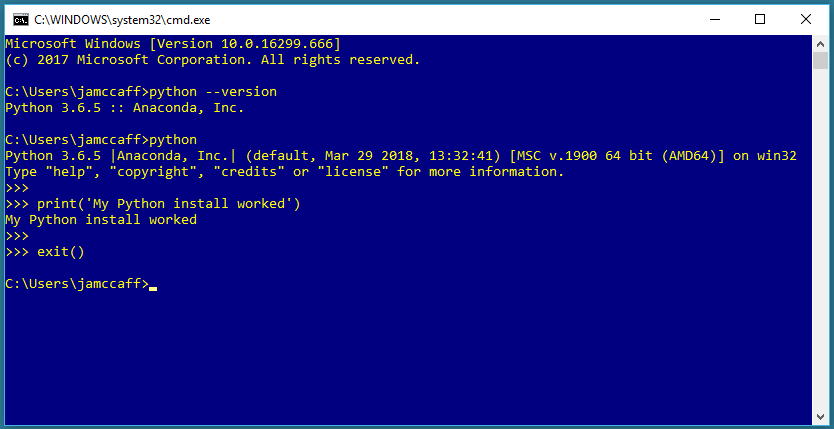 C:\WINDOWS\system32\cmd.exe
Microsoft Windows [Version 10.0.16299.666]
(c) 2017 Microsoft Corporation. All rights reserved.
C:\Users\jamccaff>python --version
Python 3.6.5 :: Anaconda, Inc.
C:\Users\jamccaff>python
Python 3.6.5 |Anaconda, Inc.| (default, Mar 29 2018, 13:32:41) [MSC v.1900 64 bit (AMD64)] on win32
Type "help", "copyright", "credits" or "license" for more information.
>>>
>>> print('My Python install worked')
My Python install worked
>>>
>>> exit()
C:\Users\jamccaff>